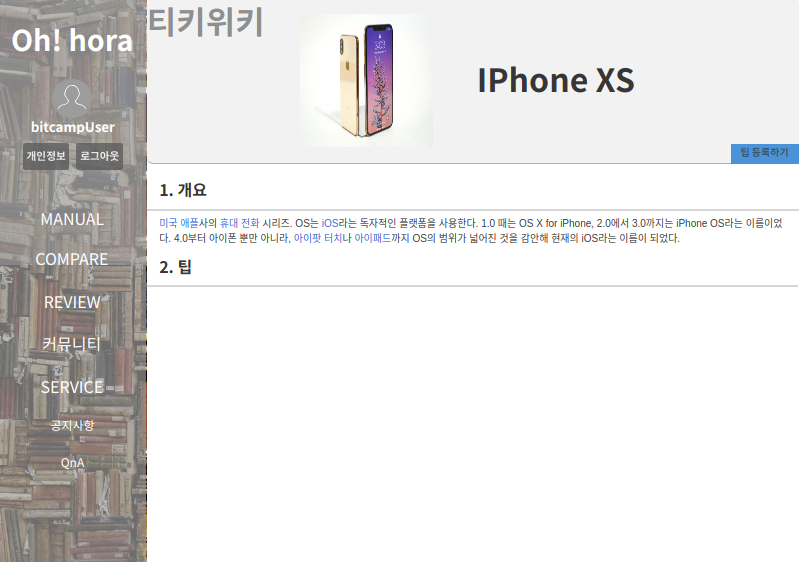 Oh! hora
bitcampUser
개인정보 로그아웃
MANUAL
COMPARE
REVIEW
커뮤니티
SERVICE
공지사항
QnA
티키위키
IPhone XS
팁 등록하기
1. 개요
미국 애플사의 휴대 전화 시리즈. OS는 iOS라는 독자적인 플랫폼을 사용한다. 1.0 때는 OS X for iPhone, 2.0에서 3.0까지는 iPhone OS라는 이름이었
다. 4.0부터 아이폰 뿐만 아니라, 아이팟 터치나 아이패드까지 OS의 범위가 넓어진 것을 감안해 현재의 iOS라는 이름이 되었다.
2. 팁